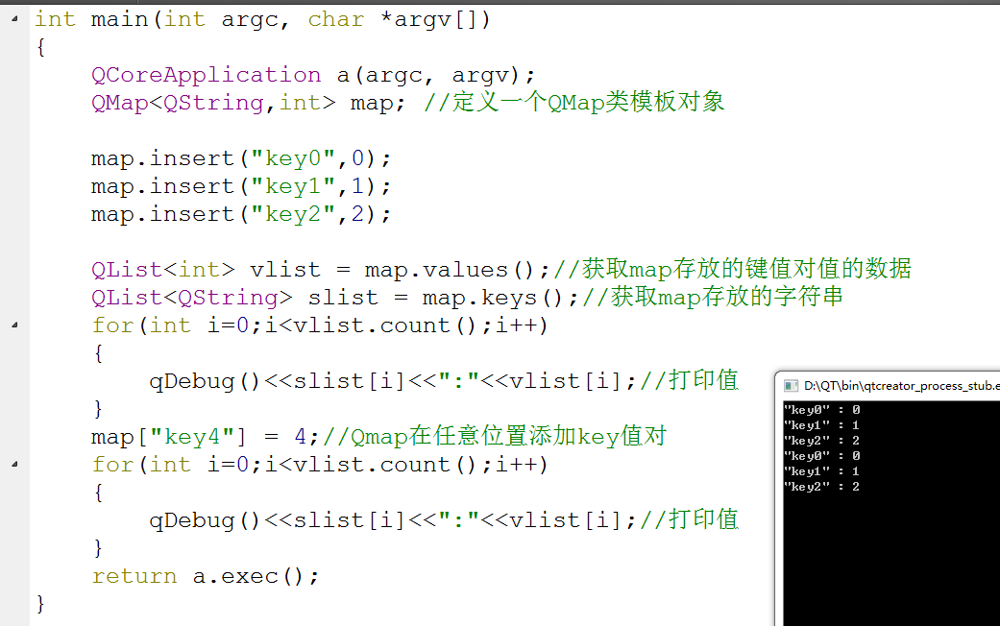 int main(int argc, char *argv[])
{
    QCoreApplication a(argc, argv);
    QMap<QString,int> map; //定义一个QMap类模板对象
    map.insert("key0",0);
    map.insert("key1",1);
    map.insert("key2",2);
    QList<int> vlist = map.values();//获取map存放的键值对值的数据
    QList<QString> slist = map.keys();//获取map存放的字符串
    for(int i=0;i<vlist.count();i++)
    {
        qDebug()<<slist[i]<<":"<<vlist[i];//打印值
    }
    map["key4"] = 4;//Qmap在任意位置添加key值对
    for(int i=0;i<vlist.count();i++)
    {
        qDebug()<<slist[i]<<":"<<vlist[i];//打印值
    }
    return a.exec();
}
D:\QT\bin\qtcreator_process_stub.e
"key0" : 0
"key1" : 1
"key2" : 2
"key0" : 0
"key1" : 1
"key2" : 2